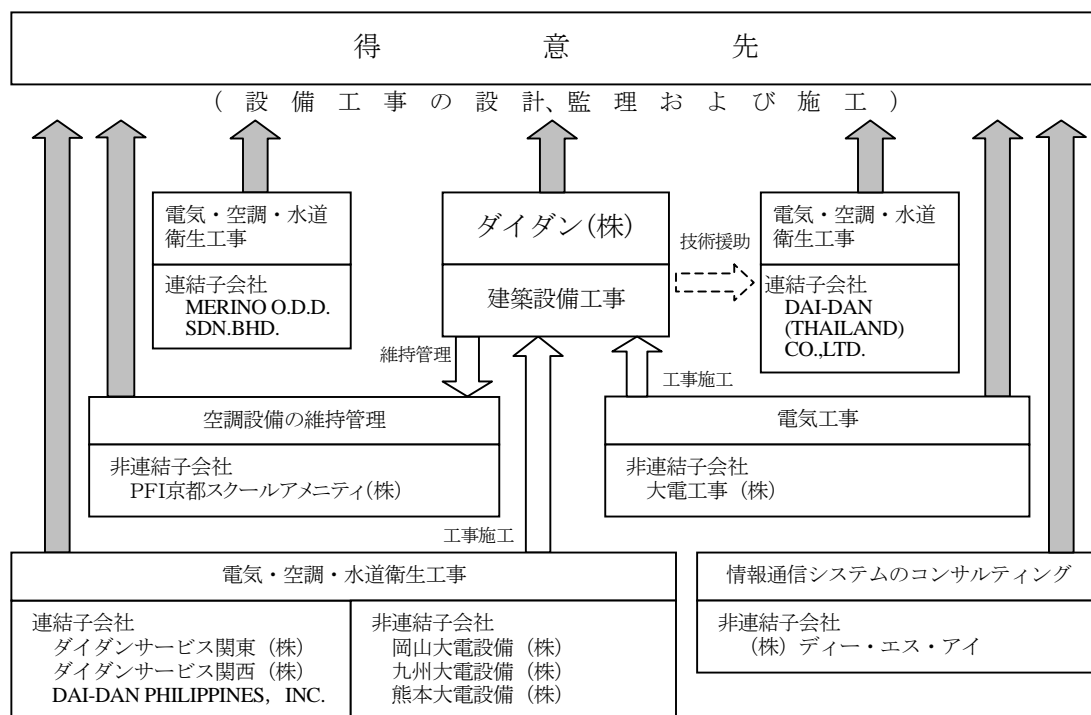 得意先
(設備工事の設計、監理および施工)
電気・空調・水道
衛生工事
連結子会社
MERINO O.D.D.
SDN.BHD.
ダイダン(株)
建築設備工事
技術援助
電気・空調・水道
衛生工事
連結子会社
DAI-DAN
(THAILAND)
CO.,LTD.
維持管理
工事施工
空調設備の維持管理
非連結子会社
PFI京都スクールアメニティ(株)
電気工事
非連結子会社
大電工事(株)
工事施工
電気・空調・水道衛生工事
連結子会社
ダイダンサービス関東(株)
ダイダンサービス関西(株)
DAI-DAN PHILIPPINES, INC.
非連結子会社
岡山大電設備(株)
九州大電設備(株)
熊本大電設備(株)
情報通信システムのコンサルティング
非連結子会社
(株)ディー・エス・アイ